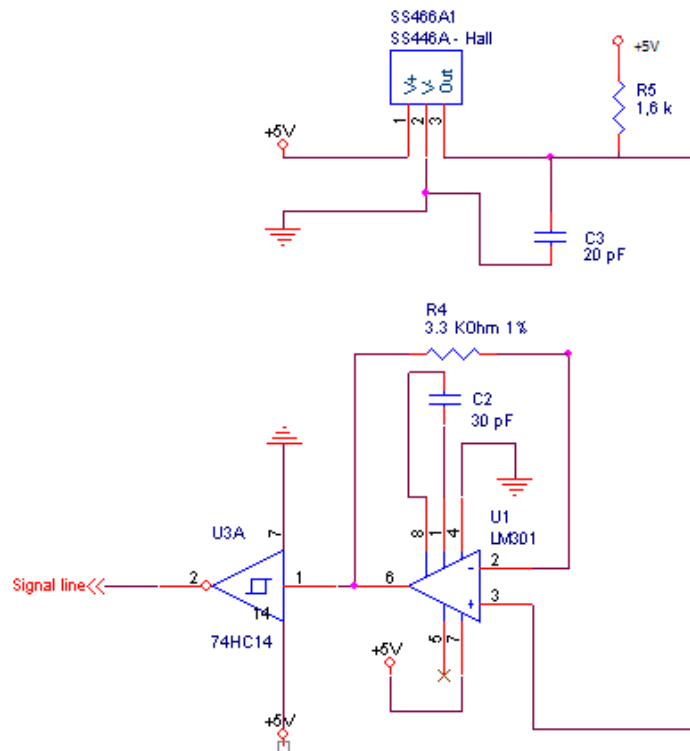 SS466A1
SS446A - Hall
V+
V-
Out
1
2
3
+5V
+5V
R5
1,6 k
C3
20 pF
R4
3.3 KOhm 1%
C2
30 pF
8
1
4
U1
LM301
-
2
+
3
6
5
7
+5V
U3A
7
1
2
14
74HC14
Signal line
+5V